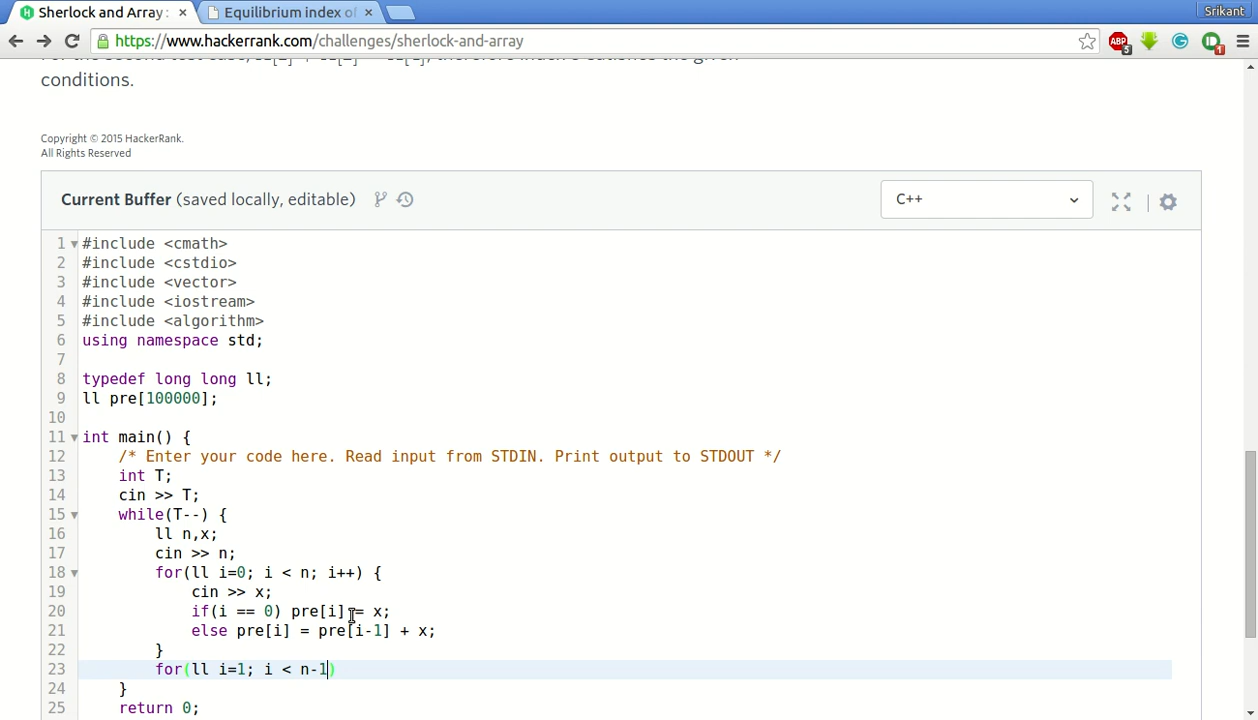 Sherlock and Array:
Equilibrium index of
Srikant
https://www.hackerrank.com/challenges/sherlock-and-array
ABP
5
1
conditions.
Copyright © 2015 HackerRank.
All Rights Reserved
Current Buffer (saved locally, editable)
C++
1 #include <cmath>
2 #include <cstdio>
3 #include <vector>
4 #include <iostream>
5 #include <algorithm>
6 using namespace std;
7
8 typedef long long ll;
9 ll pre[100000];
10
11 int main() {
12 /* Enter your code here. Read input from STDIN. Print output to STDOUT */
13 int T;
14 cin >> T;
15 while(T--) {
16 ll n,x;
17 cin >> n;
18 for(ll i=0; i < n; i++) {
19 cin >> x;
20 if(i == 0) pre[i] = x;
21 else pre[i] = pre[i-1] + x;
22 }
23 for(ll i=1; i < n-1)
24 }
25 return 0;